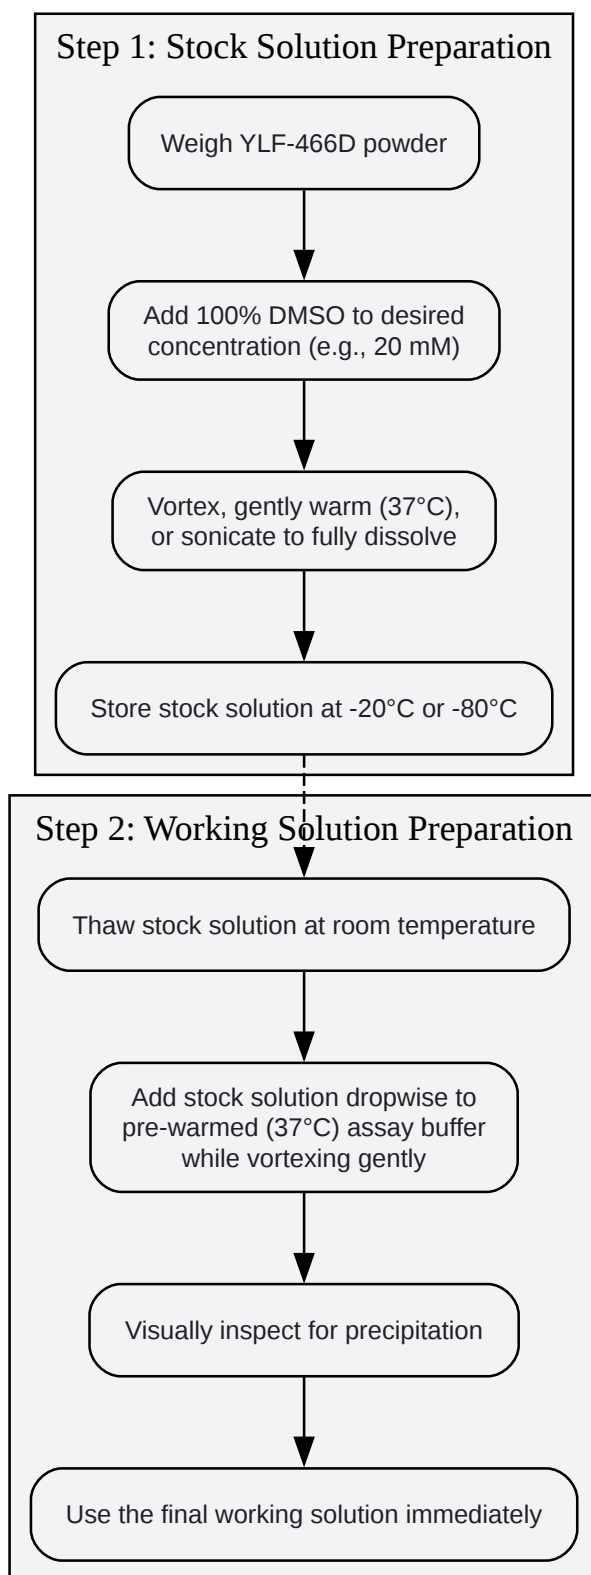 Step 1: Stock Solution Preparation
Weigh YLF-466D powder
Add 100% DMSO to desired
concentration (e.g., 20 mM)
Vortex, gently warm (37°C),
or sonicate to fully dissolve
Store stock solution at -20°C or -80°C
Step 2: Working Solution Preparation
Thaw stock solution at room temperature
Add stock solution dropwise to
pre-warmed (37°C) assay buffer
while vortexing gently
Visually inspect for precipitation
Use the final working solution immediately